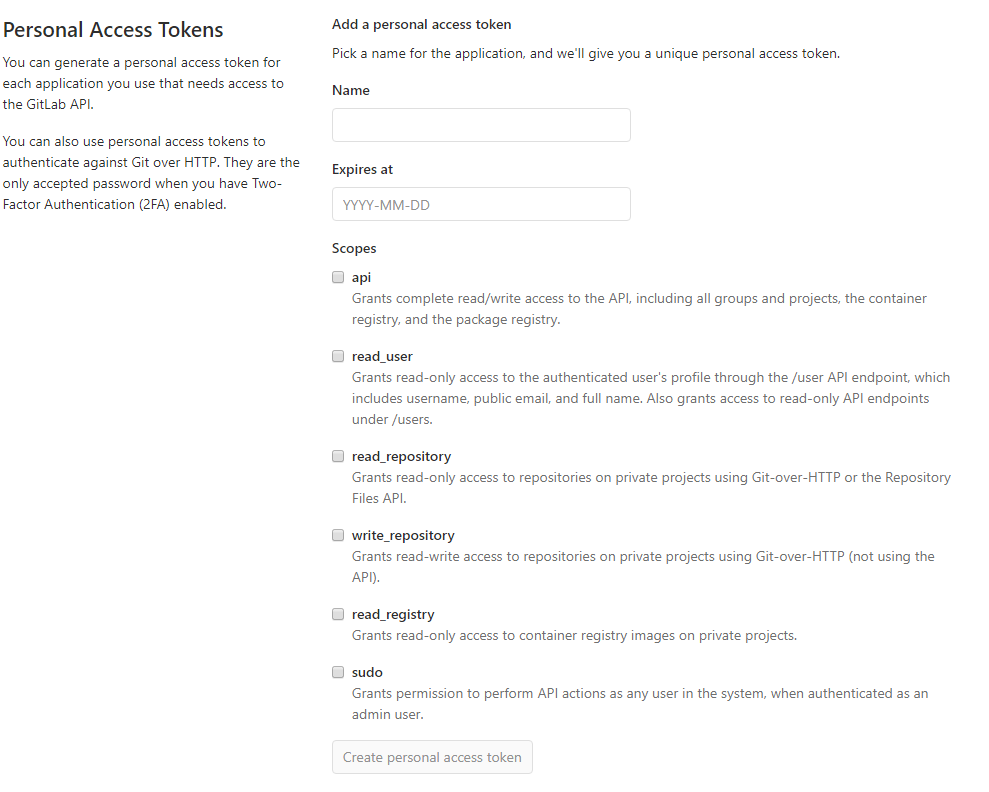 Personal Access Tokens
You can generate a personal access token for
each application you use that needs access to
the GitLab API.
You can also use personal access tokens to
authenticate against Git over HTTP. They are the
only accepted password when you have Two-
Factor Authentication (2FA) enabled.
Add a personal access token
Pick a name for the application, and we'll give you a unique personal access token.
Name
Expires at
YYYY-MM-DD
Scopes
api
Grants complete read/write access to the API, including all groups and projects, the container
registry, and the package registry.
read_user
Grants read-only access to the authenticated user's profile through the /user API endpoint, which
includes username, public email, and full name. Also grants access to read-only API endpoints
under /users.
read_repository
Grants read-only access to repositories on private projects using Git-over-HTTP or the Repository
Files API.
write_repository
Grants read-write access to repositories on private projects using Git-over-HTTP (not using the
API).
read_registry
Grants read-only access to container registry images on private projects.
sudo
Grants permission to perform API actions as any user in the system, when authenticated as an
admin user.
Create personal access token